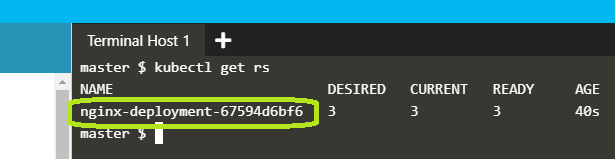 Terminal Host 1 +
master $ kubectl get rs
NAME DESIRED CURRENT READY AGE
nginx-deployment-67594d6bf6 3 3 3 40s
master $